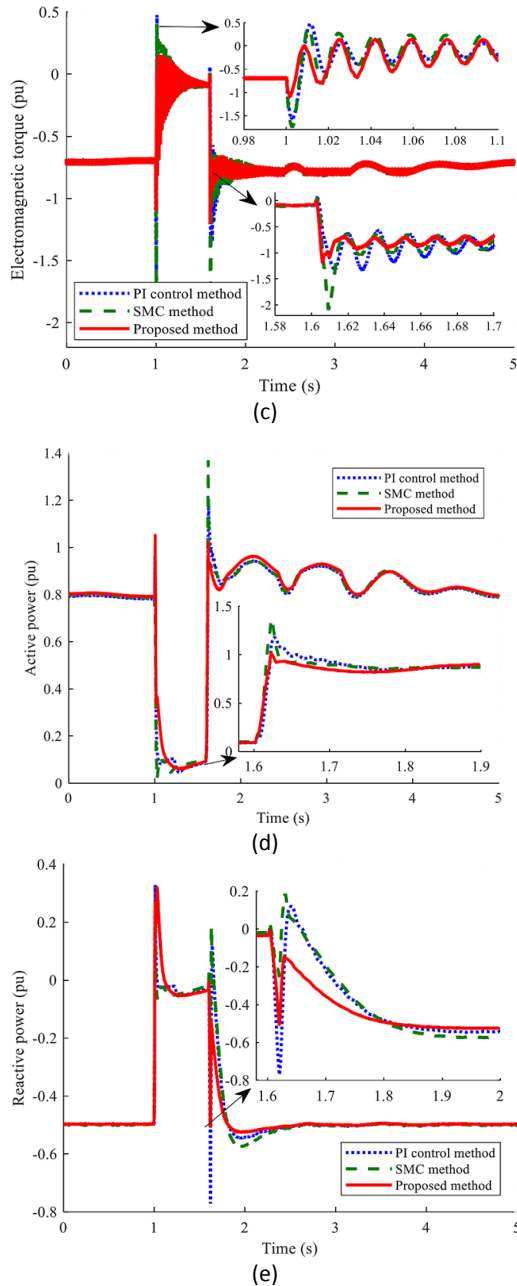 Electromagnetic torque (pu)
0.5
0
-0.5
-1
-1.5
-2
0.5
0
-0.5
-1
-1.5
0.98 1 1.02 1.04 1.06 1.08 1.1
0
-0.5
-1
-1.5
-2
1.58 1.6 1.62 1.64 1.66 1.68 1.7
PI control method
SMC method
Proposed method
0 1 2 3 4 5
Time (s)
(c)
Active power (pu)
1.4
1.2
1
0.8
0.6
0.4
0.2
0
PI control method
SMC method
Proposed method
1.5
1
0.5
0
1.6 1.7 1.8 1.9
0 1 2 3 4 5
Time (s)
(d)
Reactive power (pu)
0.4
0.2
0
-0.2
-0.4
-0.6
-0.8
0.2
0
-0.2
-0.4
-0.6
-0.8
1.6 1.7 1.8 1.9 2
PI control method
SMC method
Proposed method
0 1 2 3 4 5
Time (s)
(e)